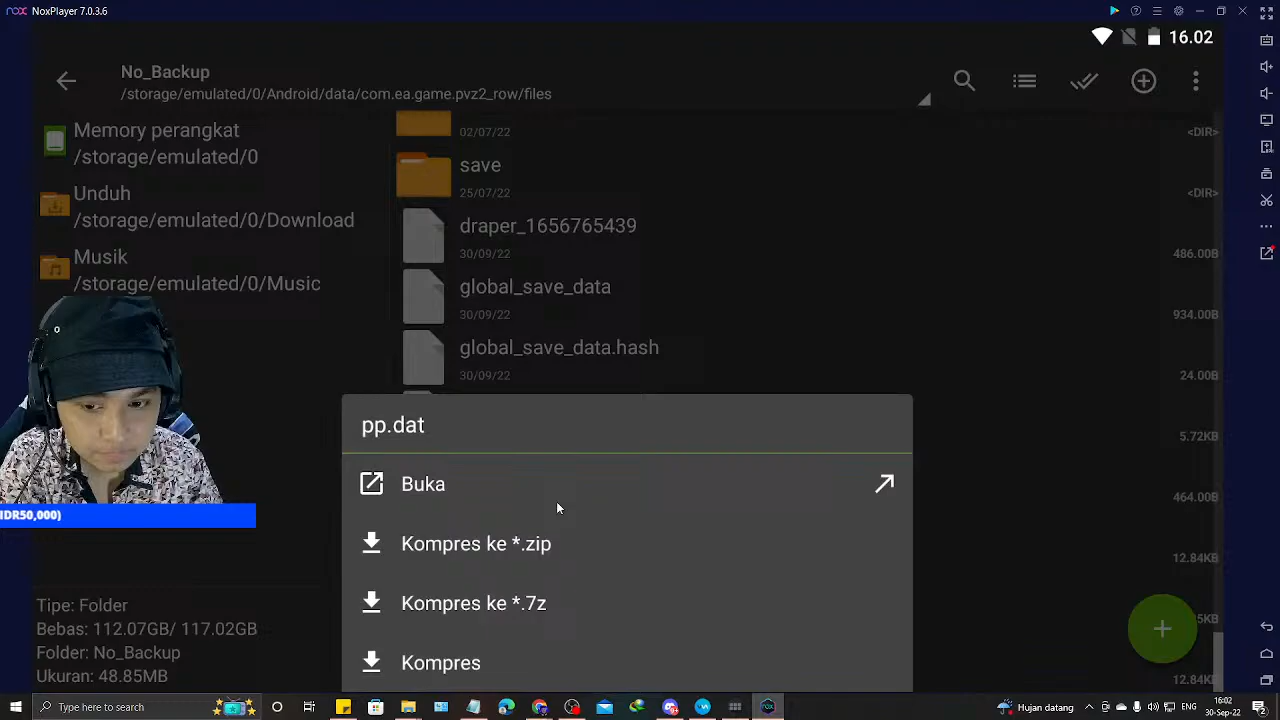 nox NoxPlayer 7.0.3.6
16.02
No_Backup
/storage/emulated/0/Android/data/com.ea.game.pvz2_row/files
Memory perangkat
/storage/emulated/0
Unduh
/storage/emulated/0/Download
Musik
/storage/emulated/0/Music
02/07/22
<DIR>
save
25/07/22
<DIR>
draper_1656765439
30/09/22
486.00B
global_save_data
30/09/22
934.00B
global_save_data.hash
30/09/22
24.00B
5.72KB
464.00B
12.84KB
5KB
12.84KB
pp.dat
Buka
Kompres ke *.zip
Kompres ke *.7z
Kompres
IDR50,000)
Tipe: Folder
Bebas: 112.07GB/ 117.02GB
Folder: No_Backup
Ukuran: 48.85MB
Type here to search
Hujan datang
16:02
30-Sep-22